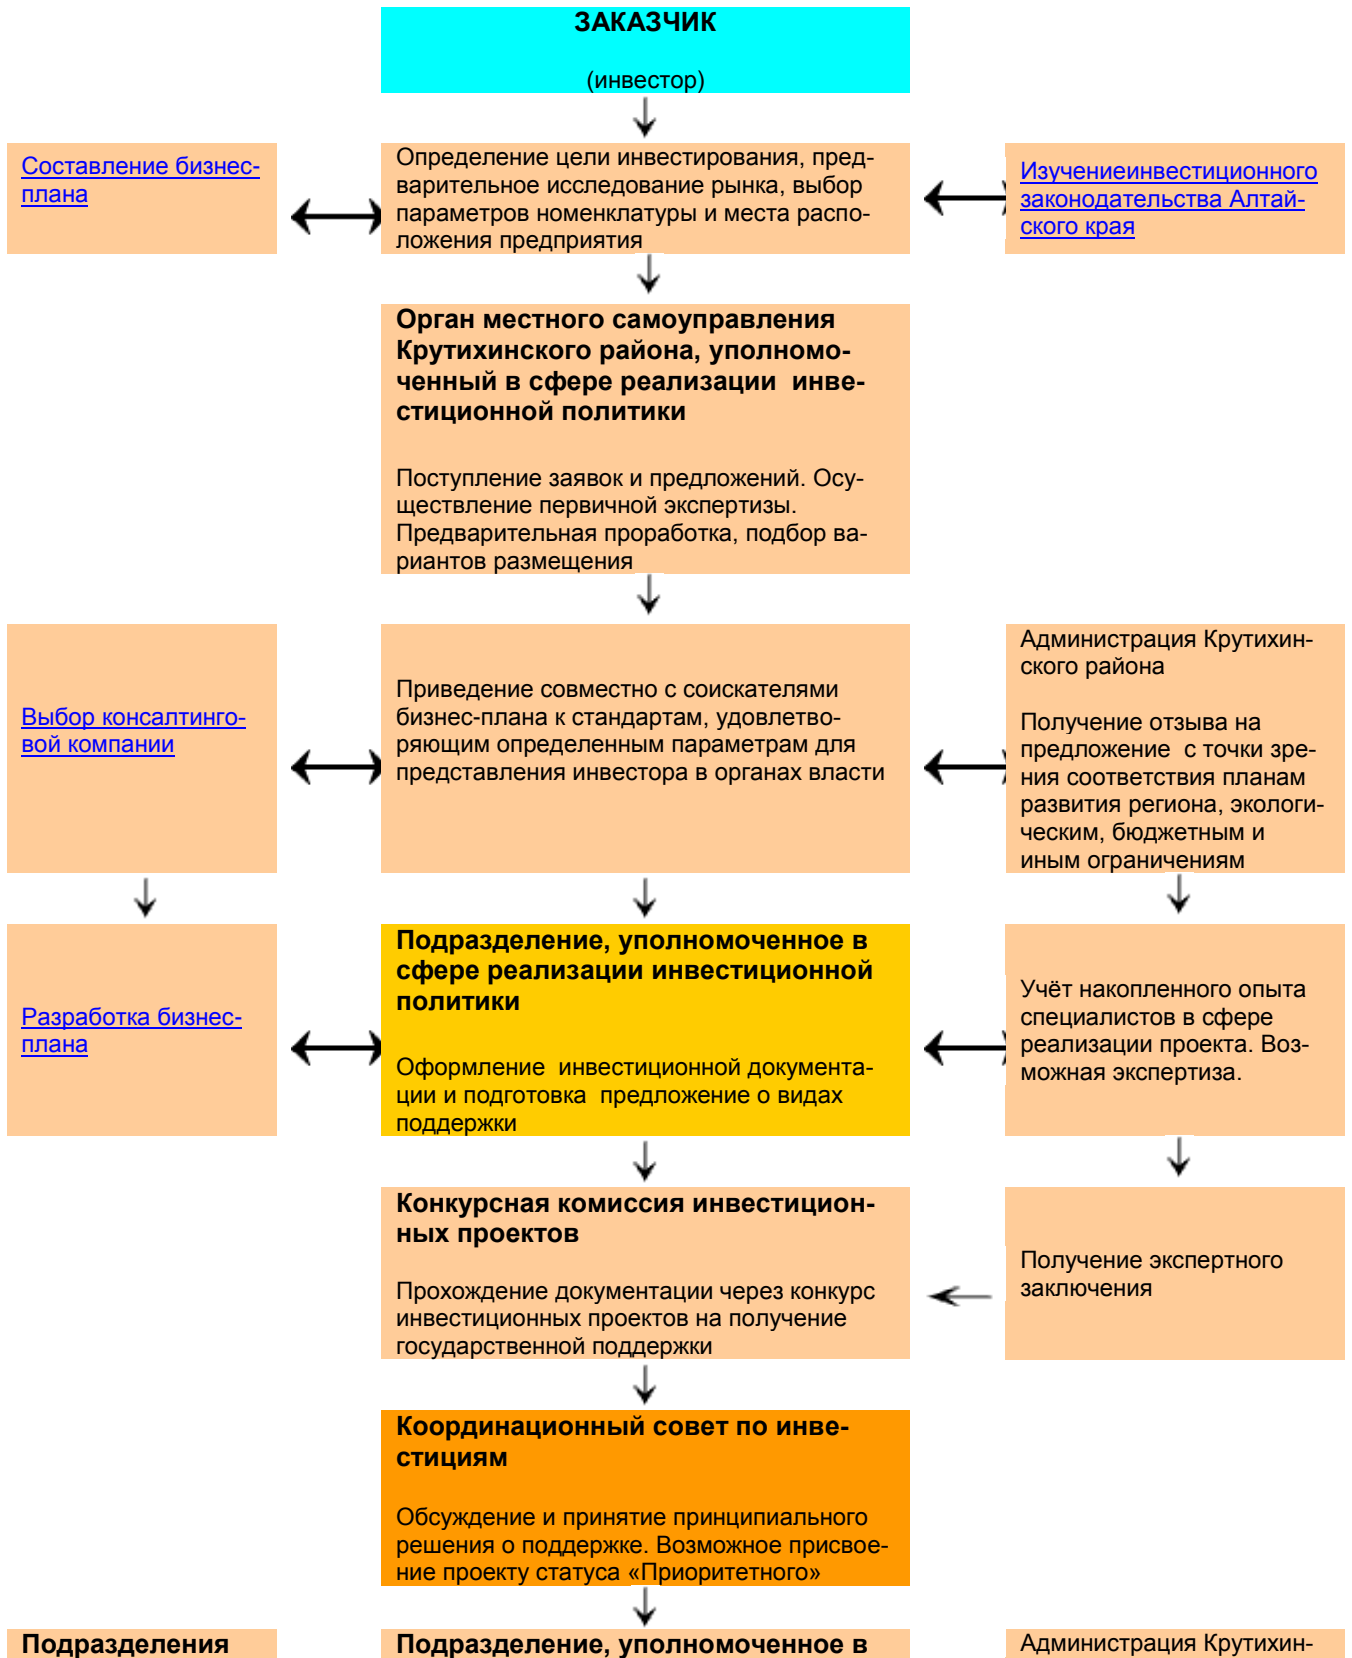 ЗАКАЗЧИК
(инвестор)
Составление бизнес-
плана
Определение цели инвестирования, пред-
варительное исследование рынка, выбор
параметров номенклатуры и места распо-
ложения предприятия
Изучениеинвестиционного
законодательства Алтай-
ского края
Орган местного самоуправления
Крутихинского района, уполномо-
ченный в сфере реализации  инве-
стиционной политики
Поступление заявок и предложений. Осу-
ществление первичной экспертизы.
Предварительная проработка, подбор ва-
риантов размещения
Выбор консалтинго-
вой компании
Приведение совместно с соискателями
бизнес-плана к стандартам, удовлетво-
ряющим определенным параметрам для
представления инвестора в органах власти
Администрация Крутихин-
ского района
Получение отзыва на
предложение  с точки зре-
ния соответствия планам
развития региона, экологи-
ческим, бюджетным и
иным ограничениям
Разработка бизнес-
плана
Подразделение, уполномоченное в
сфере реализации инвестиционной
политики
Оформление  инвестиционной документа-
ции и подготовка  предложение о видах
поддержки
Учёт накопленного опыта
специалистов в сфере
реализации проекта. Воз-
можная экспертиза.
Конкурсная комиссия инвестицион-
ных проектов
Прохождение документации через конкурс
инвестиционных проектов на получение
государственной поддержки
Получение экспертного
заключения
Координационный совет по инве-
стициям
Обсуждение и принятие принципиального
решения о поддержке. Возможное присвое-
ние проекту статуса «Приоритетного»
Подразделения
Подразделение, уполномоченное в
Администрация Крутихин-